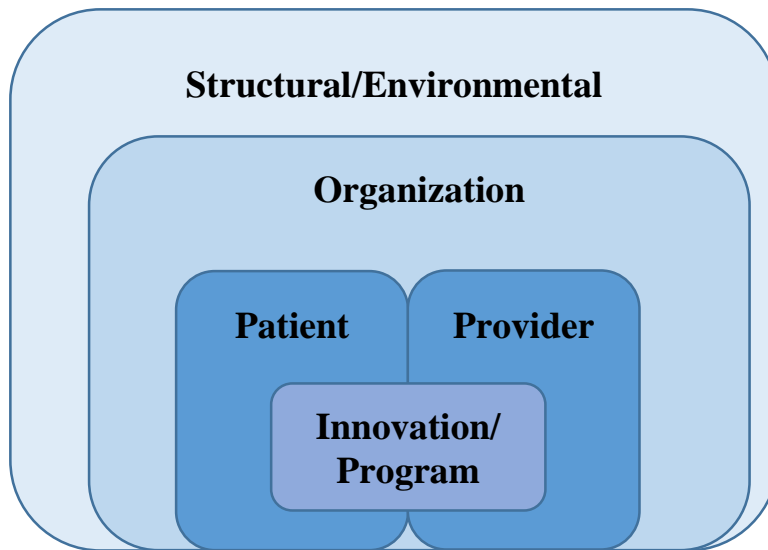 Structural/Environmental
Organization
Patient
Provider
Innovation/
Program